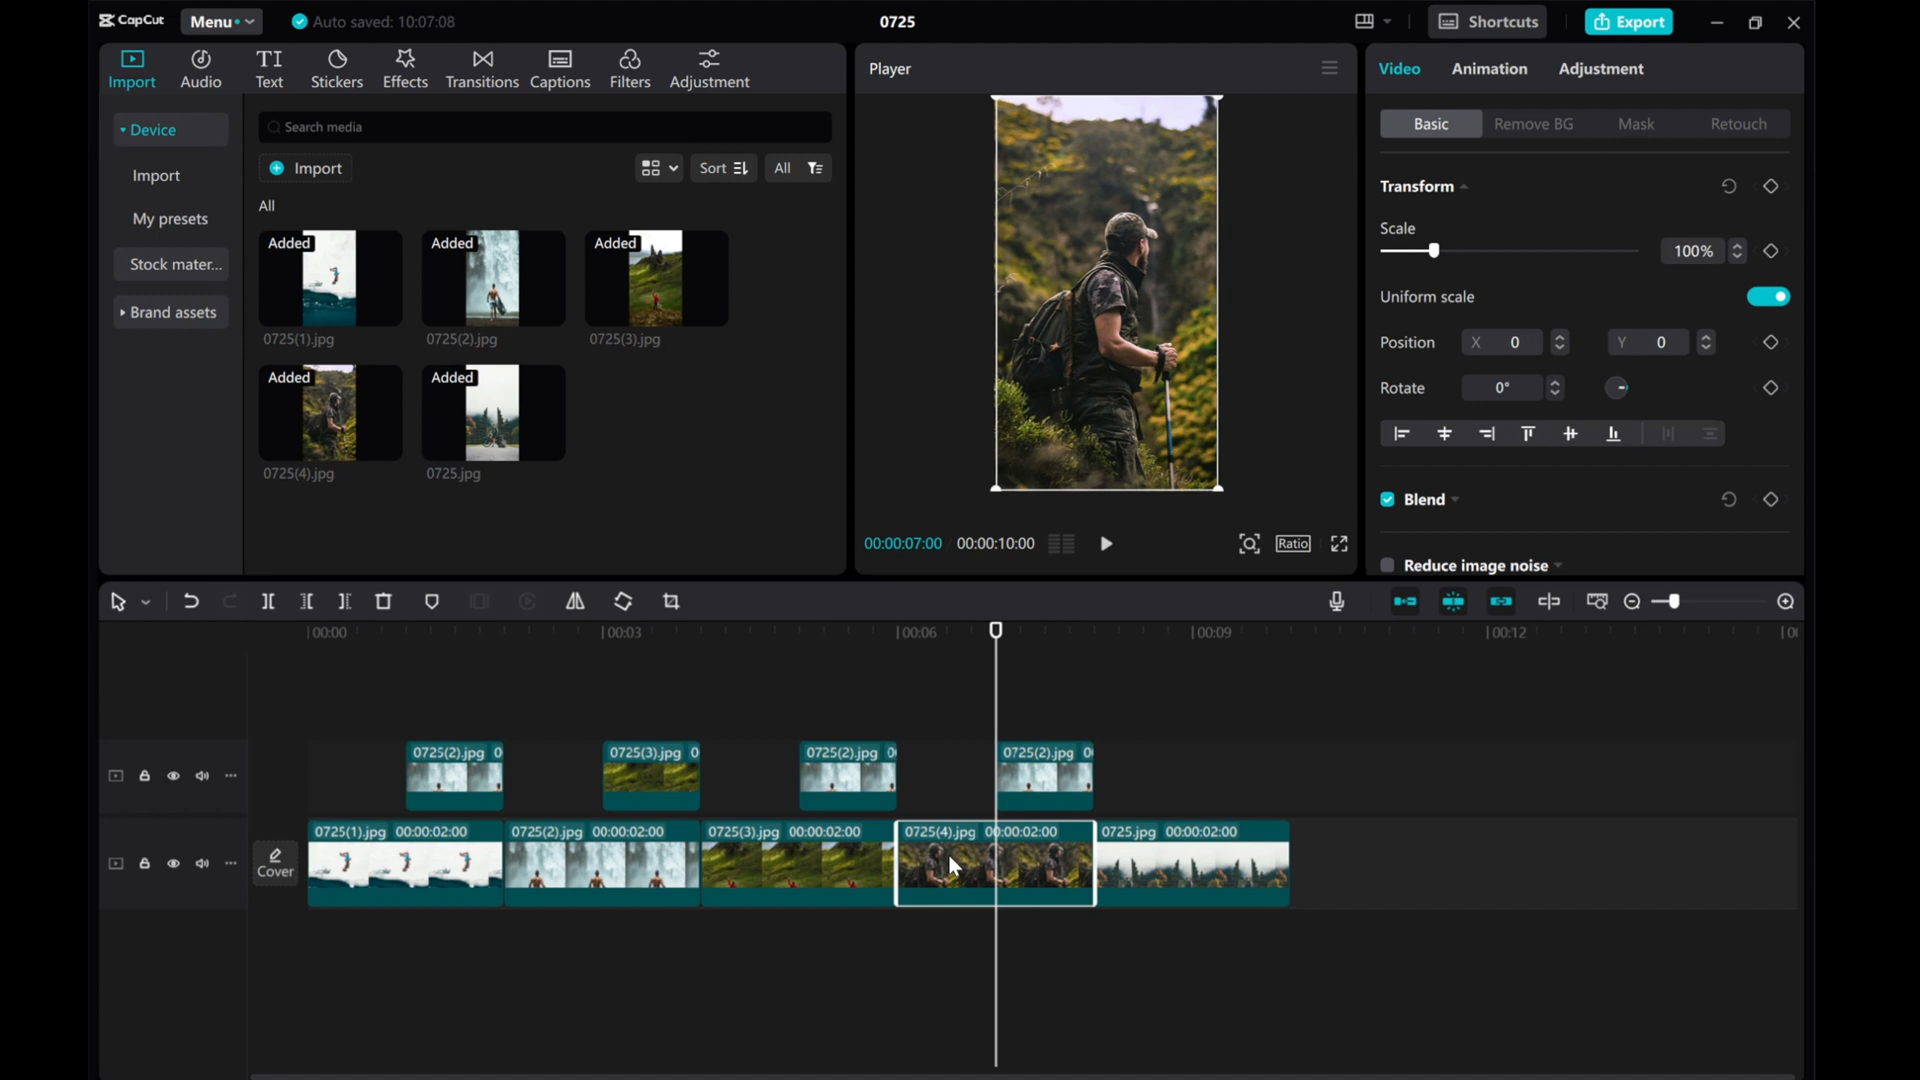 CapCut Menu Auto saved: 10:07:08 0725 Shortcuts Export
Import Audio Text Stickers Effects Transitions Captions Filters Adjustment
Device
Import
My presets
Stock mater...
Brand assets
Search media
Import Sort All
All
Added Added Added
0725(1).jpg 0725(2).jpg 0725(3).jpg
Added Added
0725(4).jpg 0725.jpg
Player
00:00:07:00 00:00:10:00 Ratio
Video Animation Adjustment
Basic Remove BG Mask Retouch
Transform
Scale
100%
Uniform scale
Position X 0 Y 0
Rotate 0°
Blend
Reduce image noise
00:00 00:03 00:06 00:09 00:12
0725(2).jpg 0725(3).jpg 0725(2).jpg 0725(2).jpg
Cover
0725(1).jpg 00:00:02:00 0725(2).jpg 00:00:02:00 0725(3).jpg 00:00:02:00 0725(4).jpg 00:00:02:00 0725.jpg 00:00:02:00